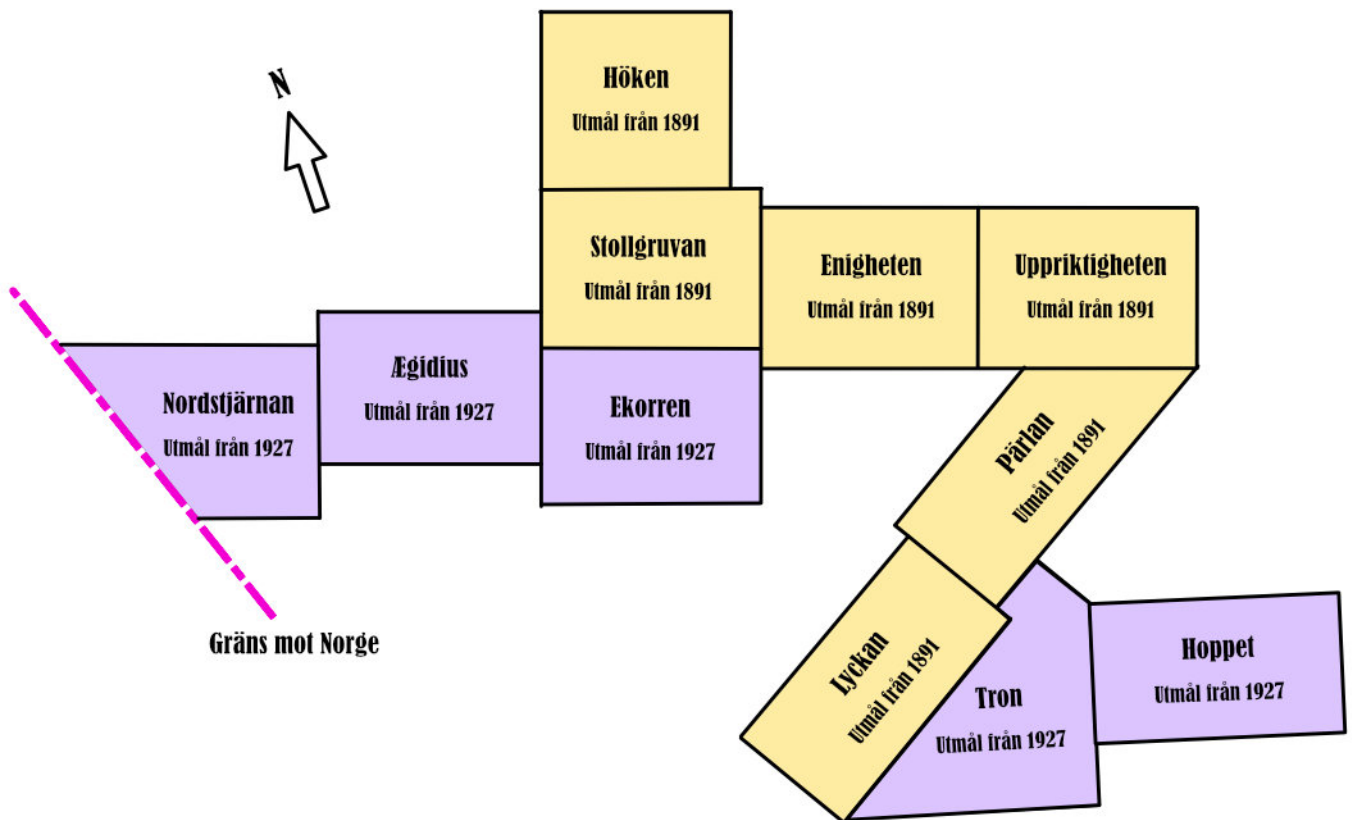 N
Höken
Utmål från 1891
Stollgruvan
Utmål från 1891
Enigheten
Utmål från 1891
Uppriktigheten
Utmål från 1891
Ægidius
Utmål från 1927
Nordstjärnan
Utmål från 1927
Ekorren
Utmål från 1927
Pärlan
Utmål från 1891
Gräns mot Norge
Lyckan
Utmål från 1891
Tron
Utmål från 1927
Hoppet
Utmål från 1927